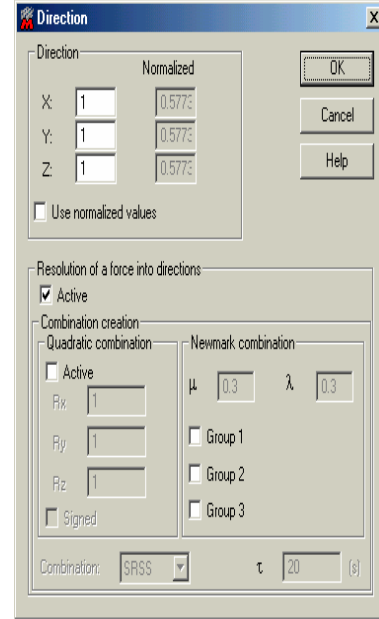 Direction
Direction
Normalized
X: 1 0.5773
Y: 1 0.5773
Z: 1 0.5773
Use normalized values
OK
Cancel
Help
Resolution of a force into directions
Active
Combination creation
Quadratic combination
Active
Rx 1
Ry 1
Rz 1
Signed
Newmark combination
μ 0.3 λ 0.3
Group 1
Group 2
Group 3
Combination: SRSS τ 20 (s)